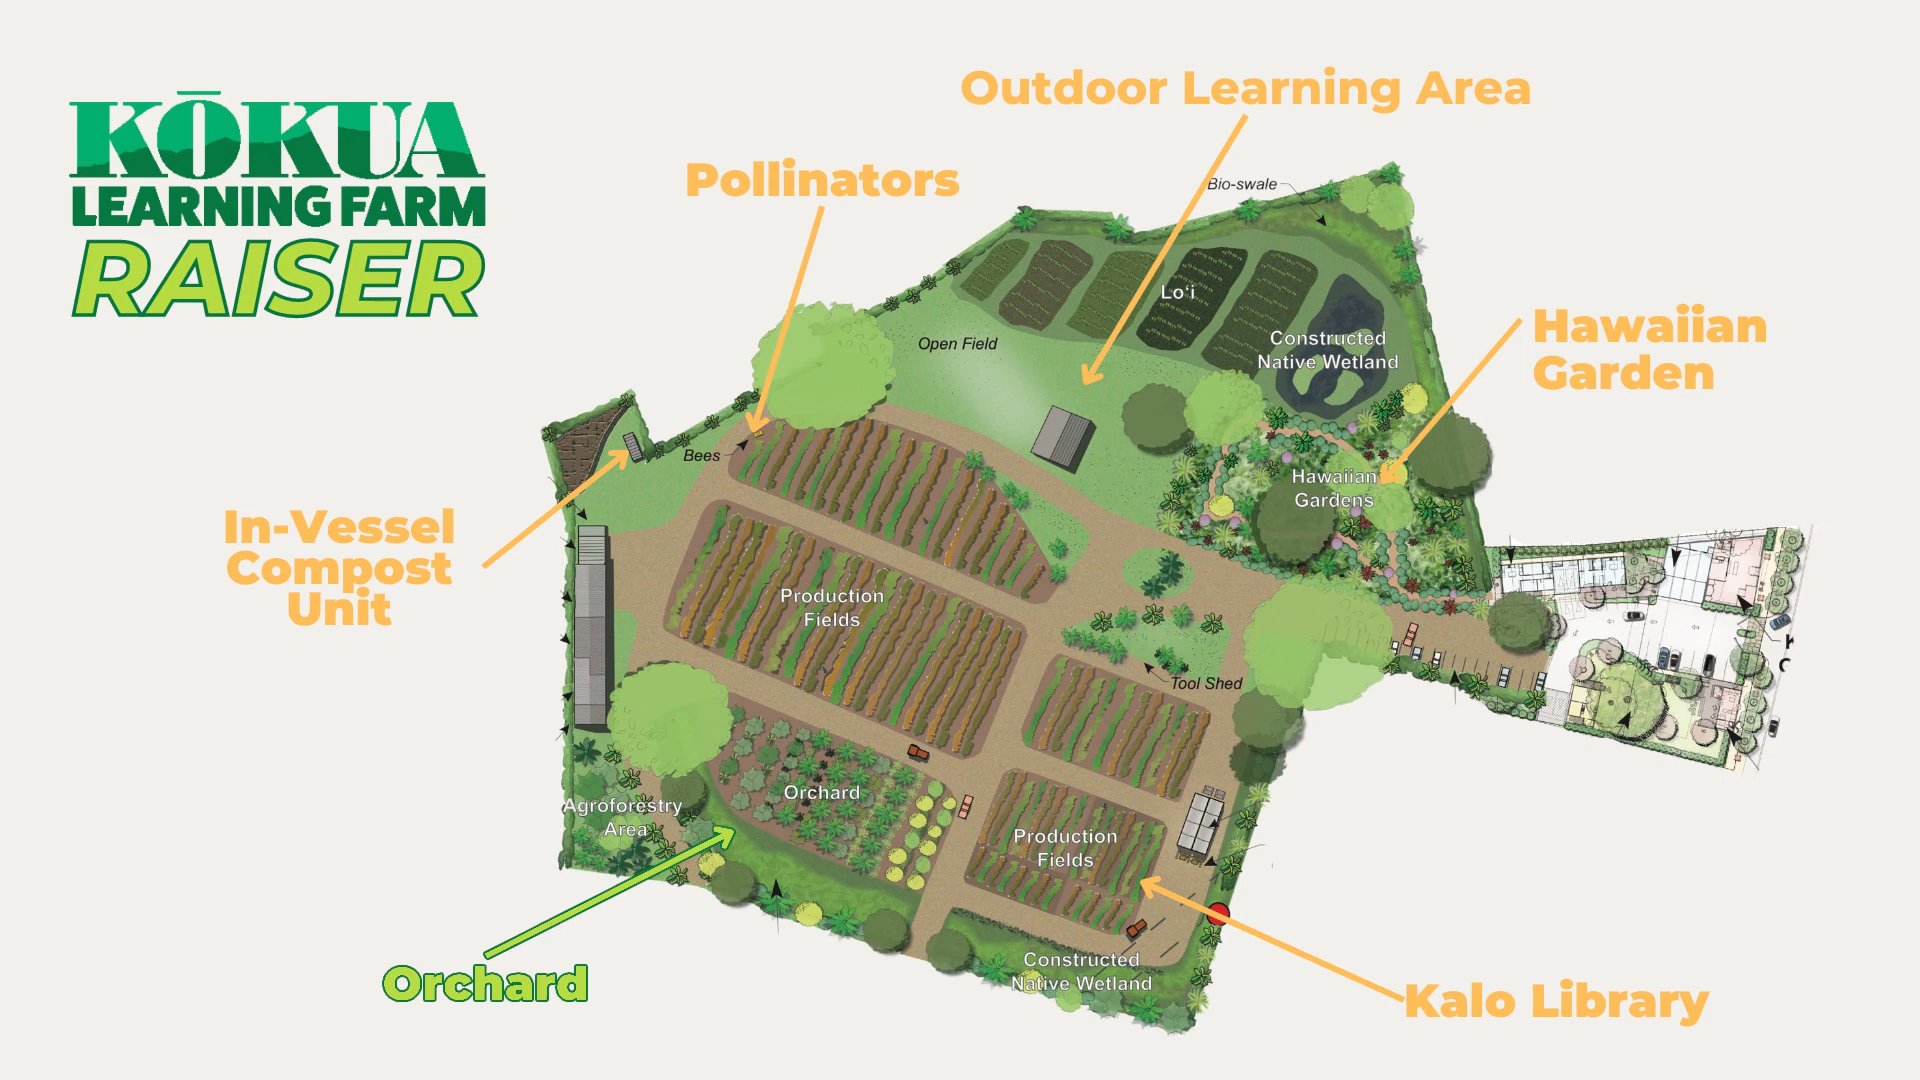 KŌKUA
LEARNING FARM
RAISER
Outdoor Learning Area
Pollinators
Bio-swale
Lo‘i
Open Field
Constructed
Native Wetland
Hawaiian
Garden
Bees
Hawaiian
Gardens
In-Vessel
Compost
Unit
Production
Fields
Tool Shed
Orchard
Agroforestry
Area
Production
Fields
Constructed
Native Wetland
Orchard
Kalo Library